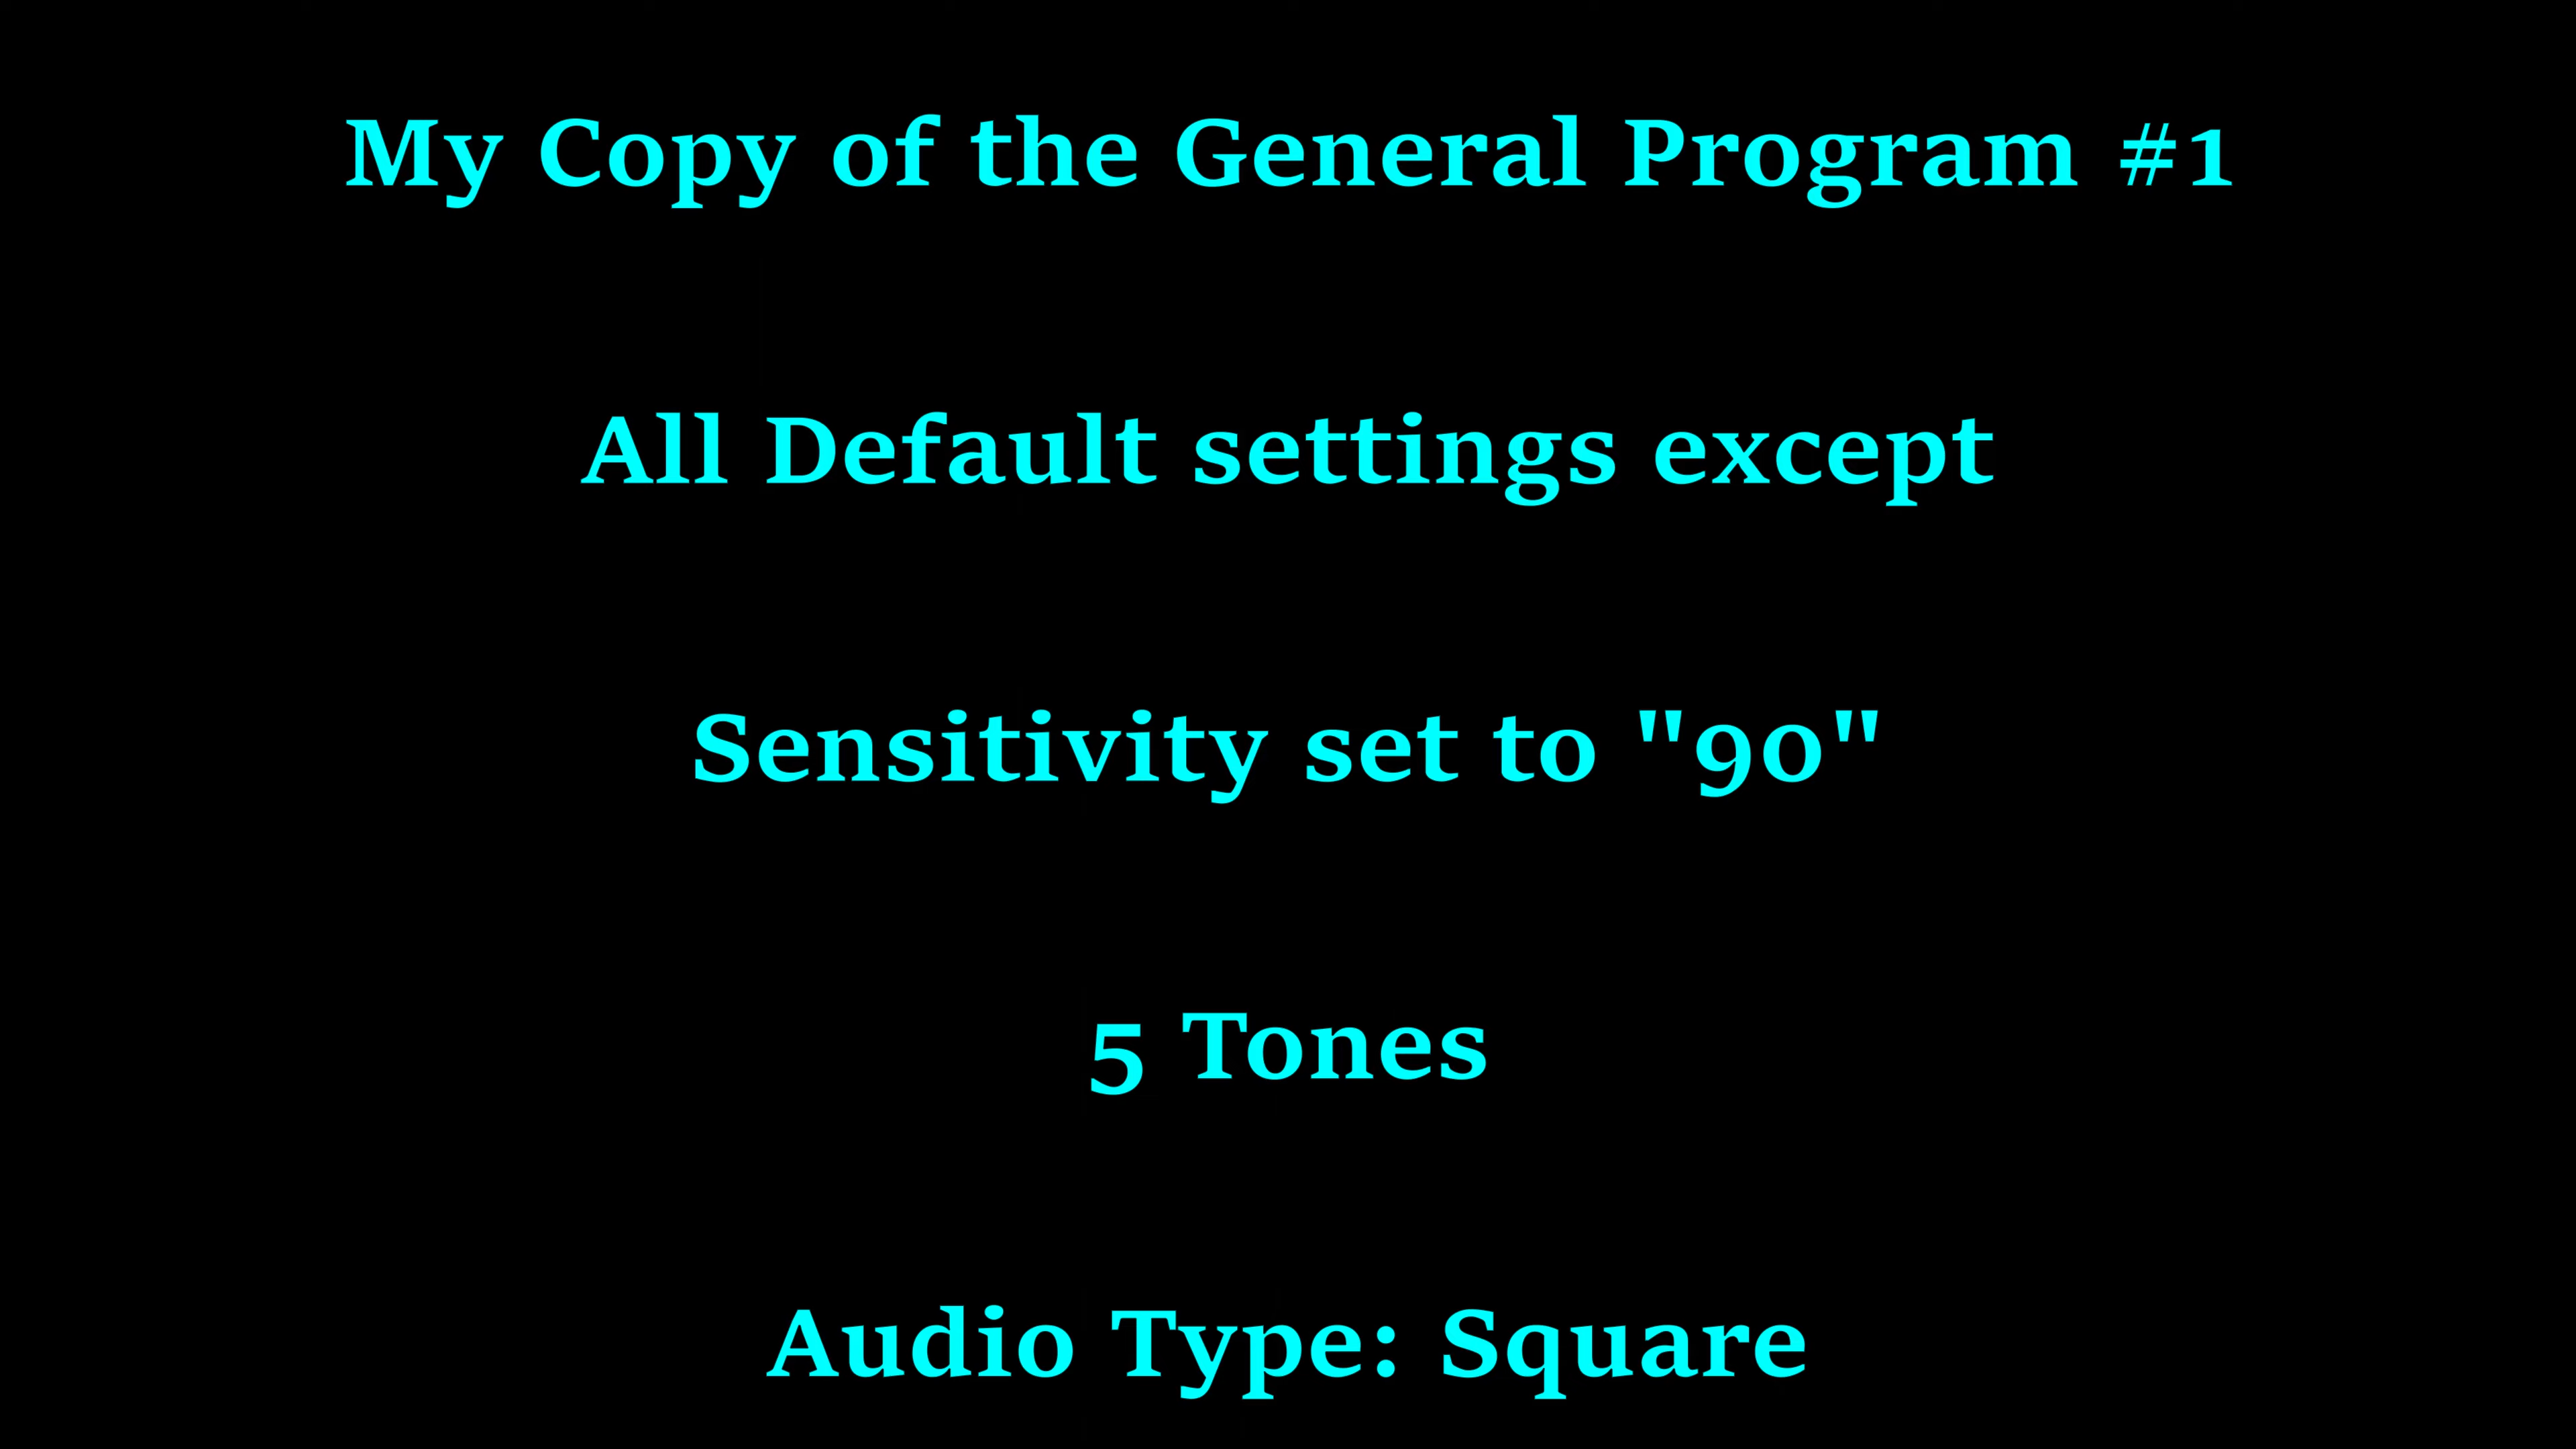 My Copy of the General Program #1
All Default settings except
Sensitivity set to "90"
5 Tones
Audio Type: Square